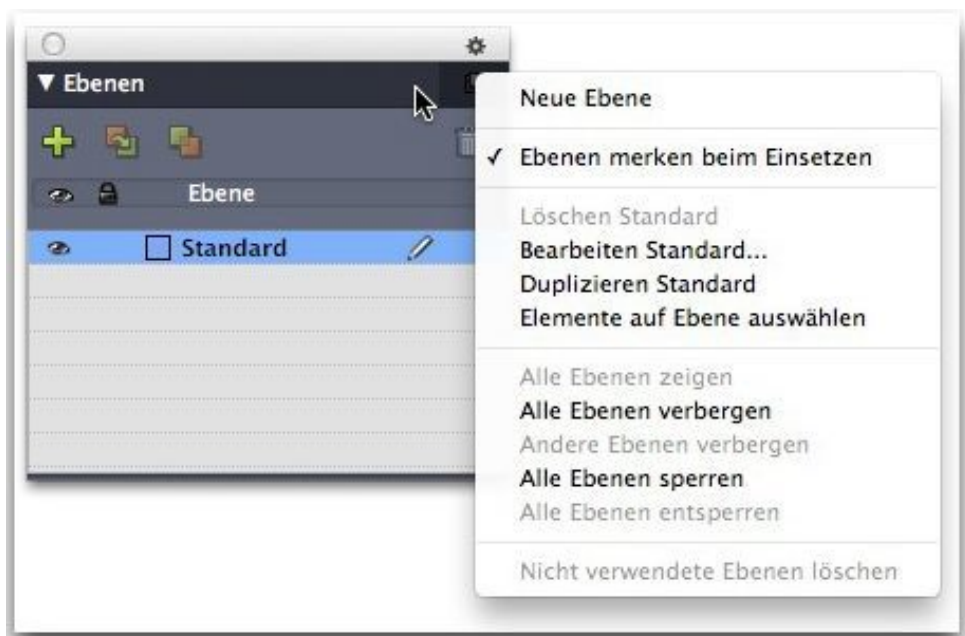 Ebenen
Ebene
Standard
Neue Ebene
Ebenen merken beim Einsetzen
Löschen Standard
Bearbeiten Standard...
Duplizieren Standard
Elemente auf Ebene auswählen
Alle Ebenen zeigen
Alle Ebenen verbergen
Andere Ebenen verbergen
Alle Ebenen sperren
Alle Ebenen entsperren
Nicht verwendete Ebenen löschen